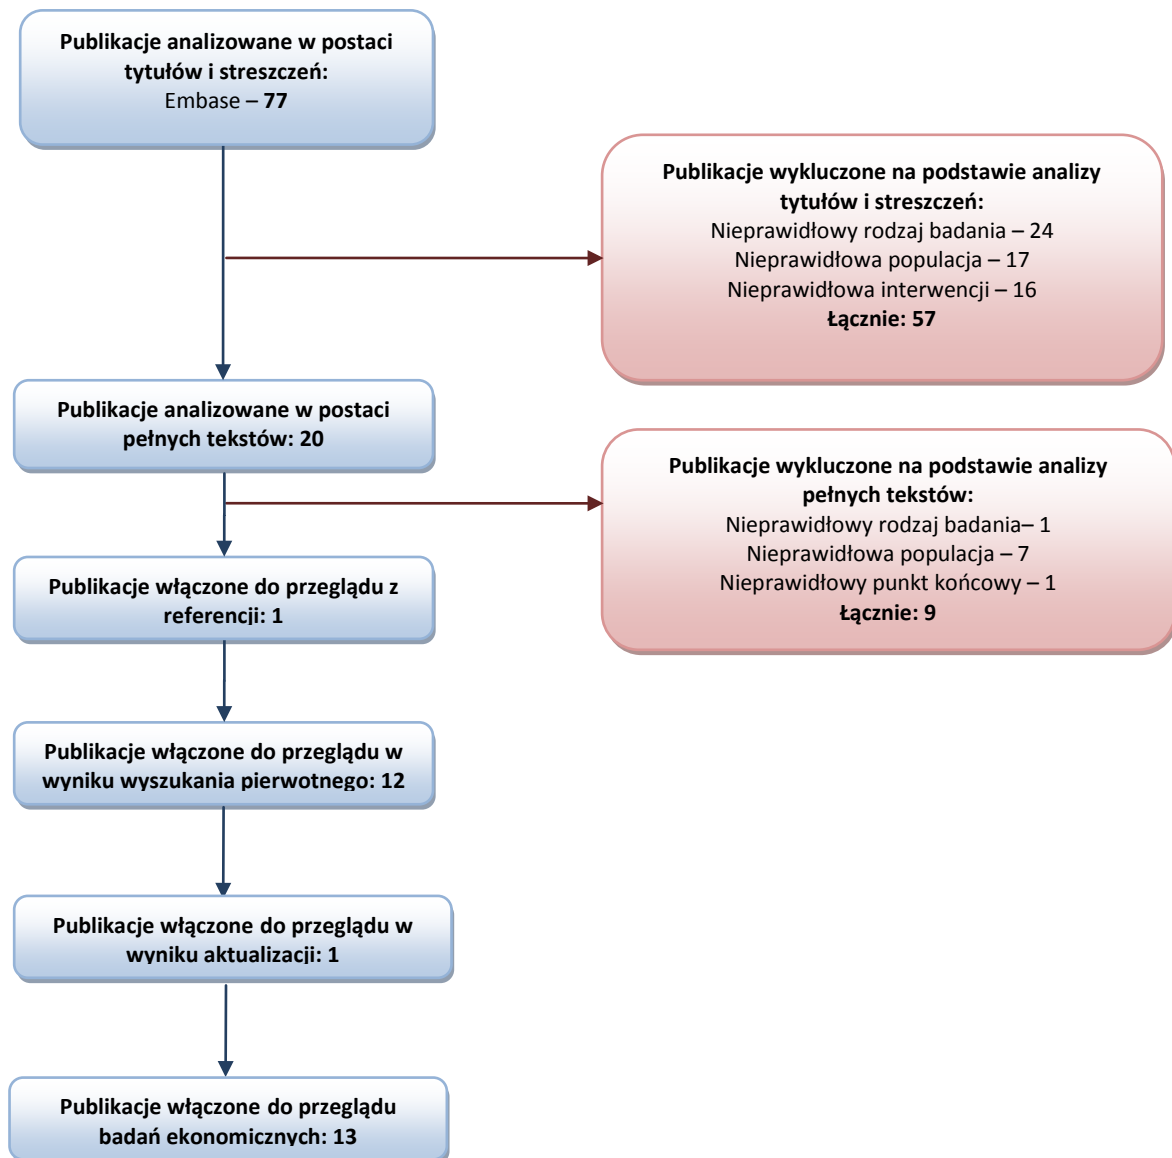 Publikacje analizowane w postaci
tytułów i streszczeń:
Embase – 77
Publikacje wykluczone na podstawie analizy
tytułów i streszczeń:
Nieprawidłowy rodzaj badania – 24
Nieprawidłowa populacja – 17
Nieprawidłowa interwencji – 16
Łącznie: 57
Publikacje analizowane w postaci
pełnych tekstów: 20
Publikacje wykluczone na podstawie analizy
pełnych tekstów:
Nieprawidłowy rodzaj badania– 1
Nieprawidłowa populacja – 7
Nieprawidłowy punkt końcowy – 1
Łącznie: 9
Publikacje włączone do przeglądu z
referencji: 1
Publikacje włączone do przeglądu w
wyniku wyszukania pierwotnego: 12
Publikacje włączone do przeglądu w
wyniku aktualizacji: 1
Publikacje włączone do przeglądu
badań ekonomicznych: 13